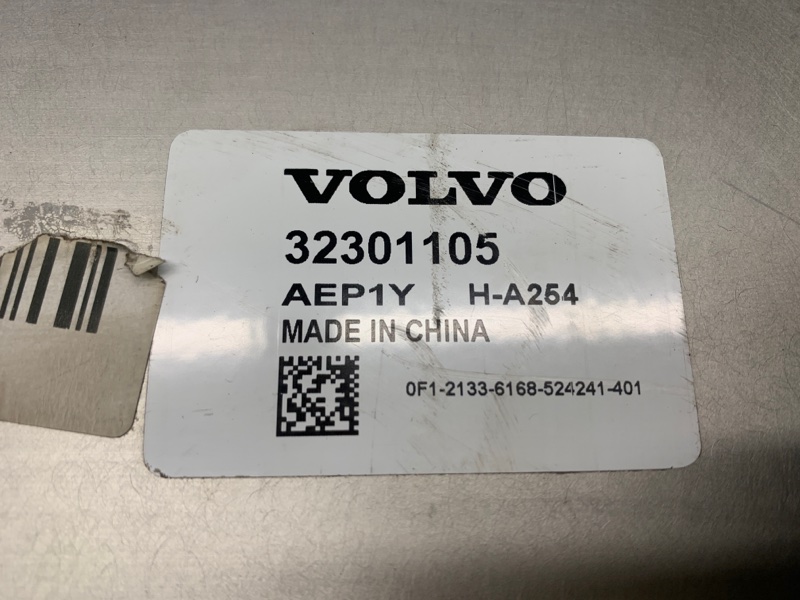 VOLVO
32301105
AEP1Y H-A254
MADE IN CHINA
0F1-2133-6168-524241-401